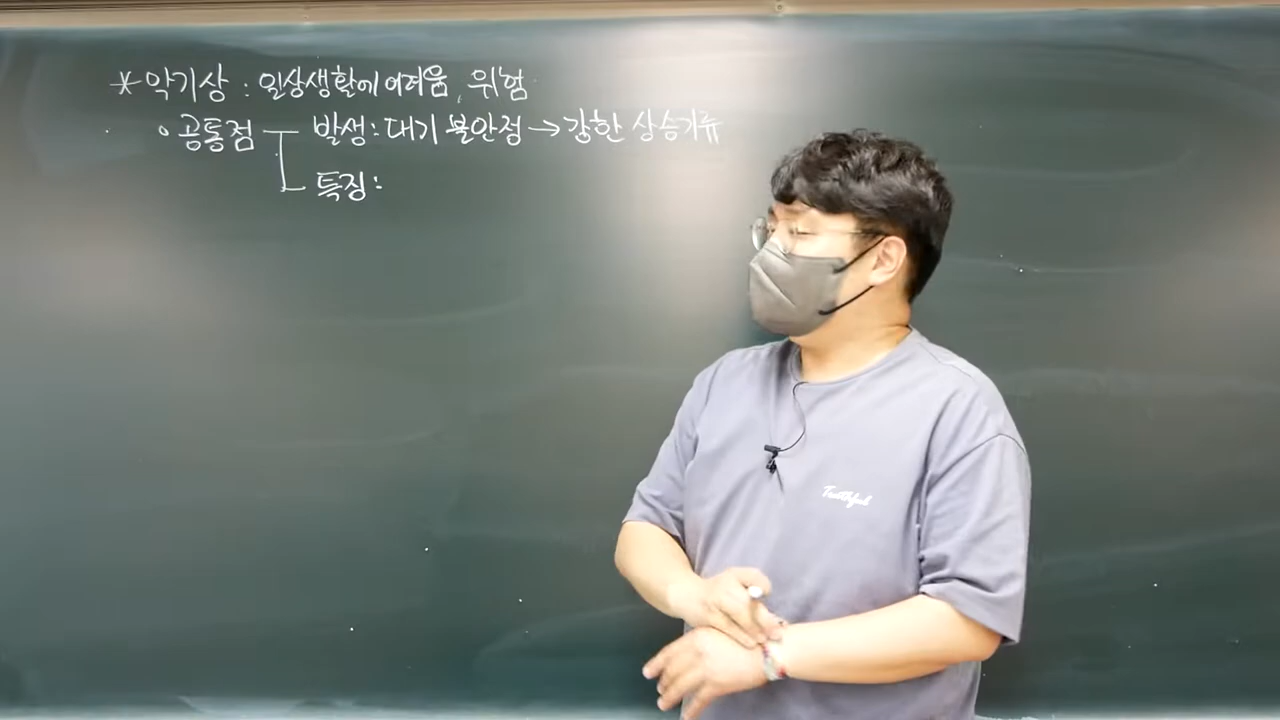 * 악기상 : 일상생활에 어려움, 위험
• 공통점 발생: 대기 불안정 → 강한 상승기류
특징:
Truthful